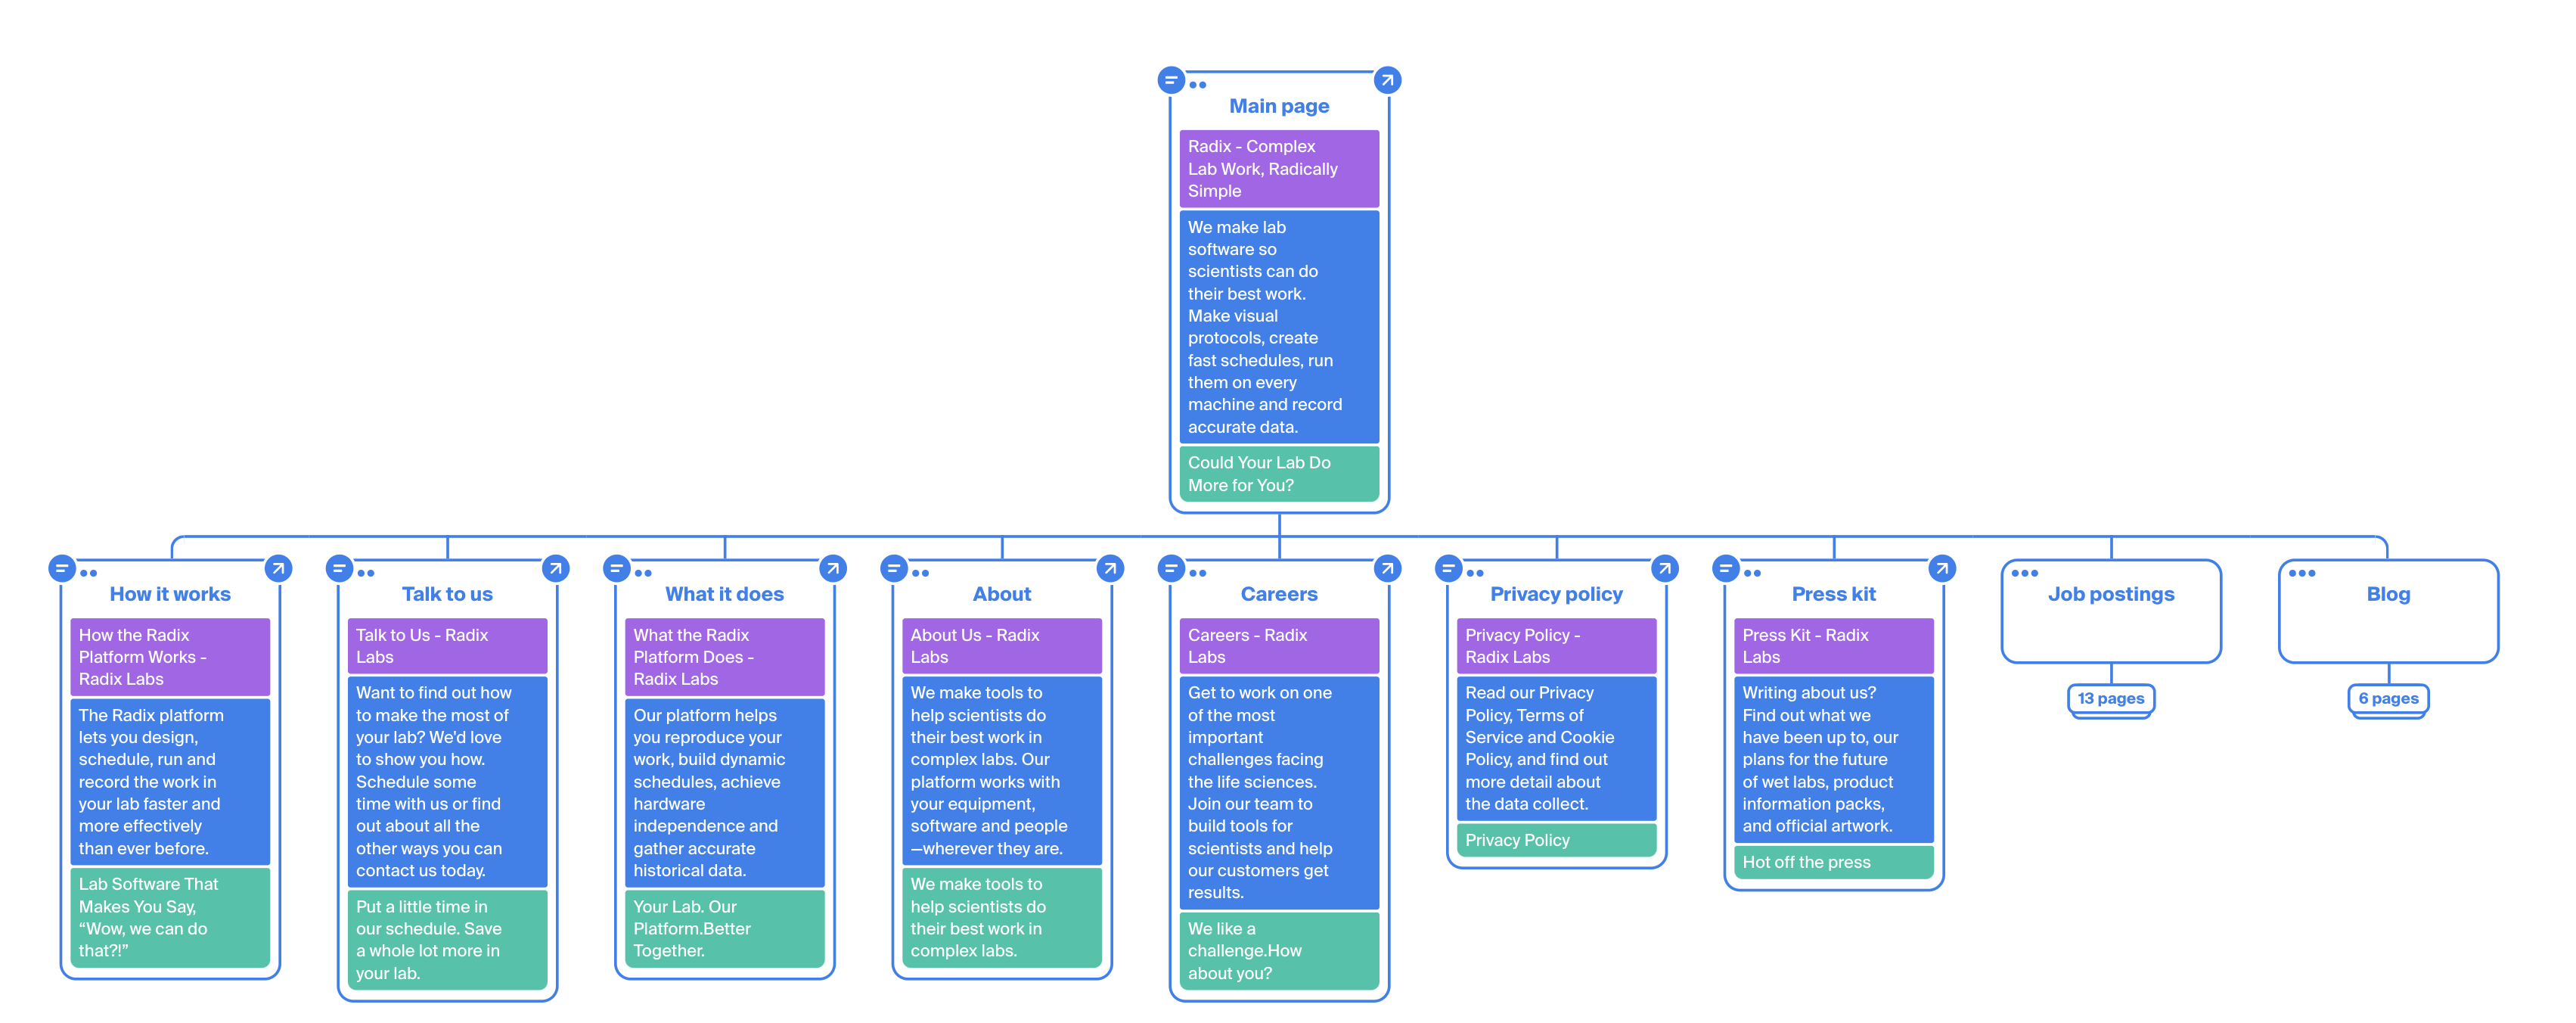 Main page
Radix - Complex
Lab Work, Radically
Simple
We make lab
software so
scientists can do
their best work.
Make visual
protocols, create
fast schedules, run
them on every
machine and record
accurate data.
Could Your Lab Do
More for You?
How it works
How the Radix
Platform Works -
Radix Labs
The Radix platform
lets you design,
schedule, run and
record the work in
your lab faster and
more effectively
than ever before.
Lab Software That
Makes You Say,
“Wow, we can do
that?!”
Talk to us
Talk to Us - Radix
Labs
Want to find out how
to make the most of
your lab? We'd love
to show you how.
Schedule some
time with us or find
out about all the
other ways you can
contact us today.
Put a little time in
our schedule. Save
a whole lot more in
your lab.
What it does
What the Radix
Platform Does -
Radix Labs
Our platform helps
you reproduce your
work, build dynamic
schedules, achieve
hardware
independence and
gather accurate
historical data.
Your Lab. Our
Platform.Better
Together.
About
About Us - Radix
Labs
We make tools to
help scientists do
their best work in
complex labs. Our
platform works with
your equipment,
software and people
—wherever they are.
We make tools to
help scientists do
their best work in
complex labs.
Careers
Careers - Radix
Labs
Get to work on one
of the most
important
challenges facing
the life sciences.
Join our team to
build tools for
scientists and help
our customers get
results.
We like a
challenge.How
about you?
Privacy policy
Privacy Policy -
Radix Labs
Read our Privacy
Policy, Terms of
Service and Cookie
Policy, and find out
more detail about
the data collect.
Privacy Policy
Press kit
Press Kit - Radix
Labs
Writing about us?
Find out what we
have been up to, our
plans for the future
of wet labs, product
information packs,
and official artwork.
Hot off the press
Job postings
13 pages
Blog
6 pages